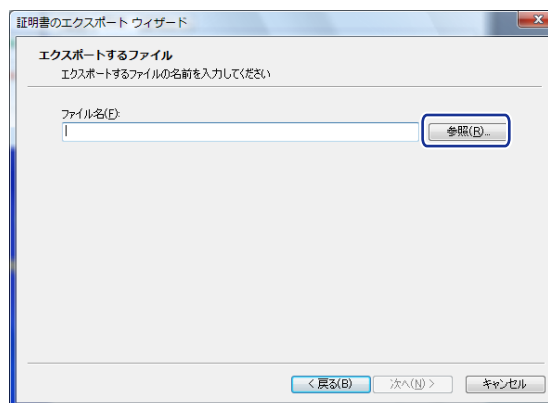 証明書のエクスポート ウィザード
エクスポートするファイル
エクスポートするファイルの名前を入力してください
ファイル名(F):
参照(R)...
< 戻る(B)
次へ(N) >
キャンセル